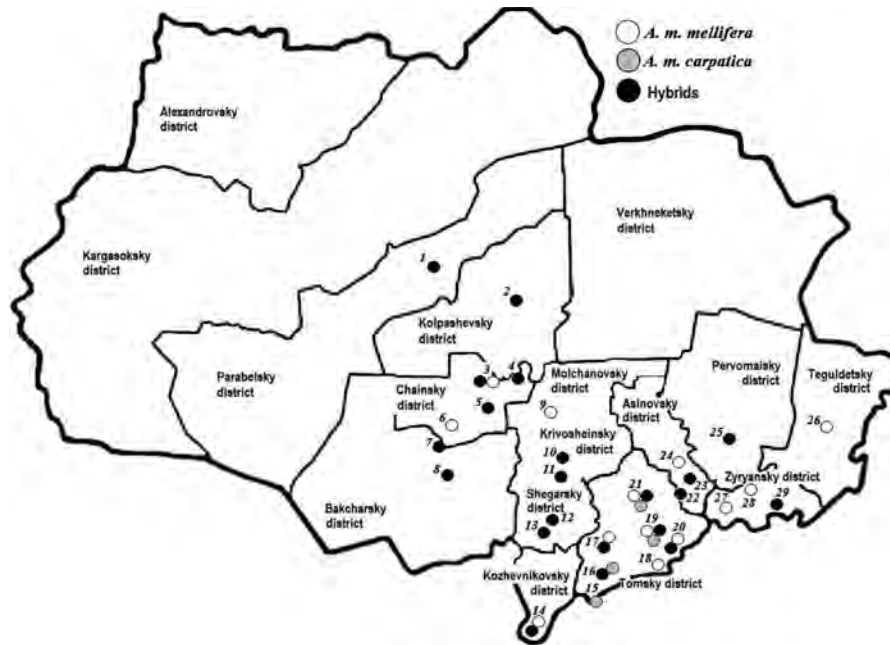 A. m. mellifera
A. m. carpatica
Hybrids
Alexandrovsky
district
Kargasoksky
district
Verkhneketsky
district
1
2
Kolpashevsky
district
Parabelsky
district
Chainsky
district
3
4
5
6
7
8
Molchanovsky
district
9
Asinovsky
district
Pervomaisky
district
Teguldetsky
district
Krivosheinsky
district
10
11
24
25
26
Bakcharsky
district
Shegarsky
district
12
13
21
23
22
Zyryansky district
27
28
29
17
19
20
18
16
15
Tomsky district
Kozhevnikovsky
district
14